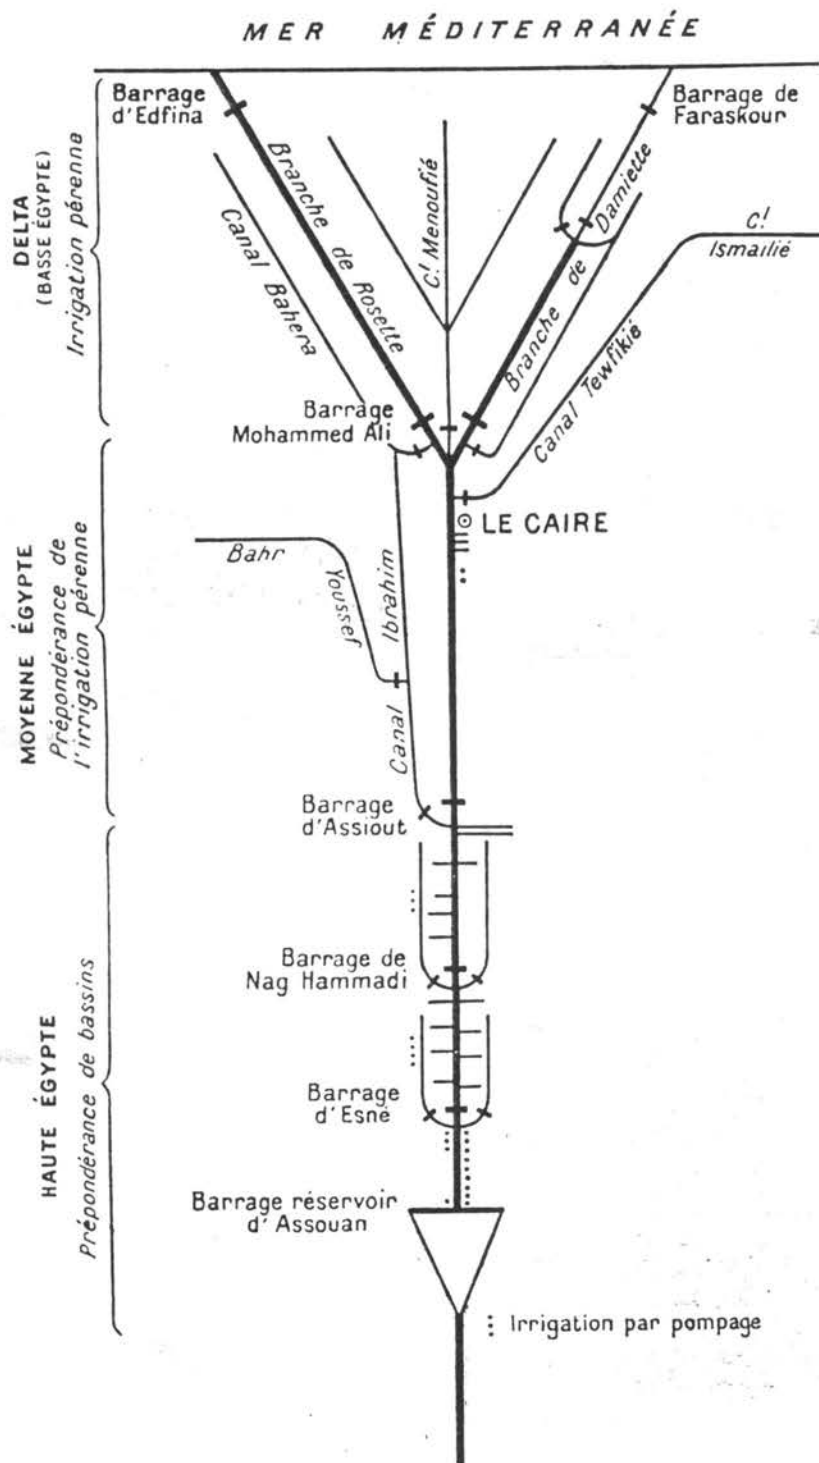 MER MÉDITERRANÉE
Barrage
d'Edfina
Barrage de
Faraskour
DELTA
(BASSE ÉGYPTE)
Irrigation pérenne
Canal Bahera
Branche de Rosette
C.l Menoufié
Branche de Damiette
C.l
Ismailié
Canal Tewfikié
Barrage
Mohammed Ali
LE CAIRE
MOYENNE ÉGYPTE
Prépondérance de
l'irrigation pérenne
Bahr
Youssef
Canal Ibrahim
Barrage
d'Assiout
HAUTE ÉGYPTE
Prépondérance de bassins
Barrage de
Nag Hammadi
Barrage
d'Esné
Barrage réservoir
d'Assouan
Irrigation par pompage